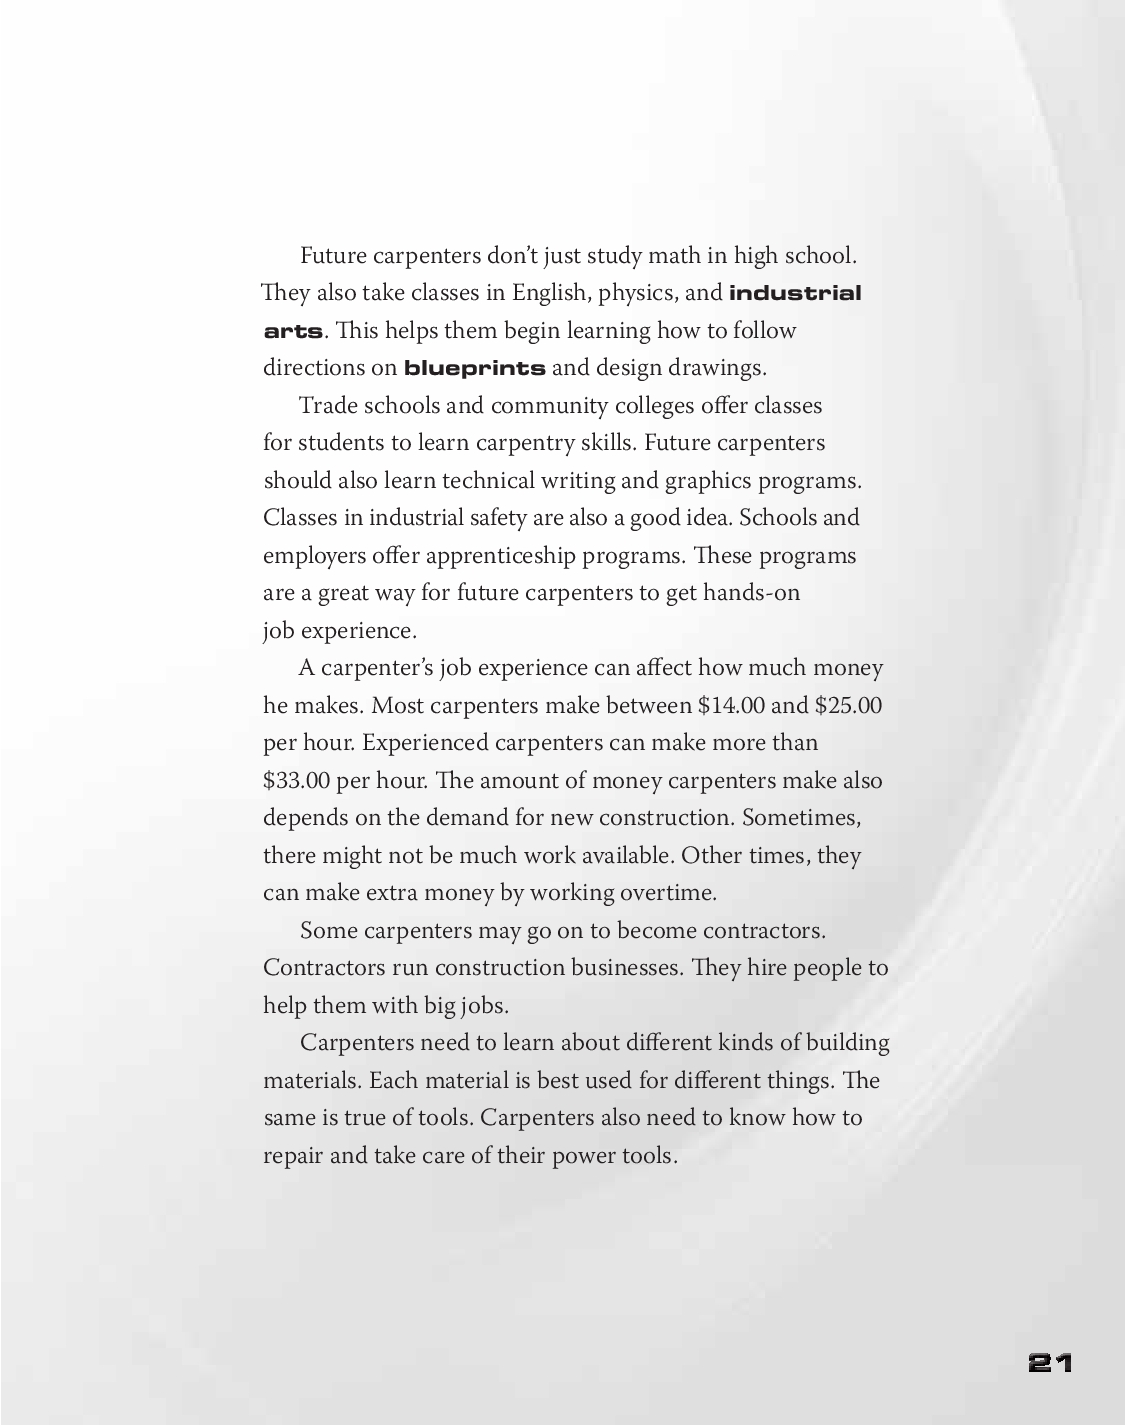 Future carpenters don’t just study math in high school.
They also take classes in English, physics, and industrial
arts. This helps them begin learning how to follow
directions on blueprints and design drawings.
Trade schools and community colleges offer classes
for students to learn carpentry skills. Future carpenters
should also learn technical writing and graphics programs.
Classes in industrial safety are also a good idea. Schools and
employers offer apprenticeship programs. These programs
are a great way for future carpenters to get hands-on
job experience.
A carpenter’s job experience can affect how much money
he makes. Most carpenters make between $14.00 and $25.00
per hour. Experienced carpenters can make more than
$33.00 per hour. The amount of money carpenters make also
depends on the demand for new construction. Sometimes,
there might not be much work available. Other times, they
can make extra money by working overtime.
Some carpenters may go on to become contractors.
Contractors run construction businesses. They hire people to
help them with big jobs.
Carpenters need to learn about different kinds of building
materials. Each material is best used for different things. The
same is true of tools. Carpenters also need to know how to
repair and take care of their power tools.
21